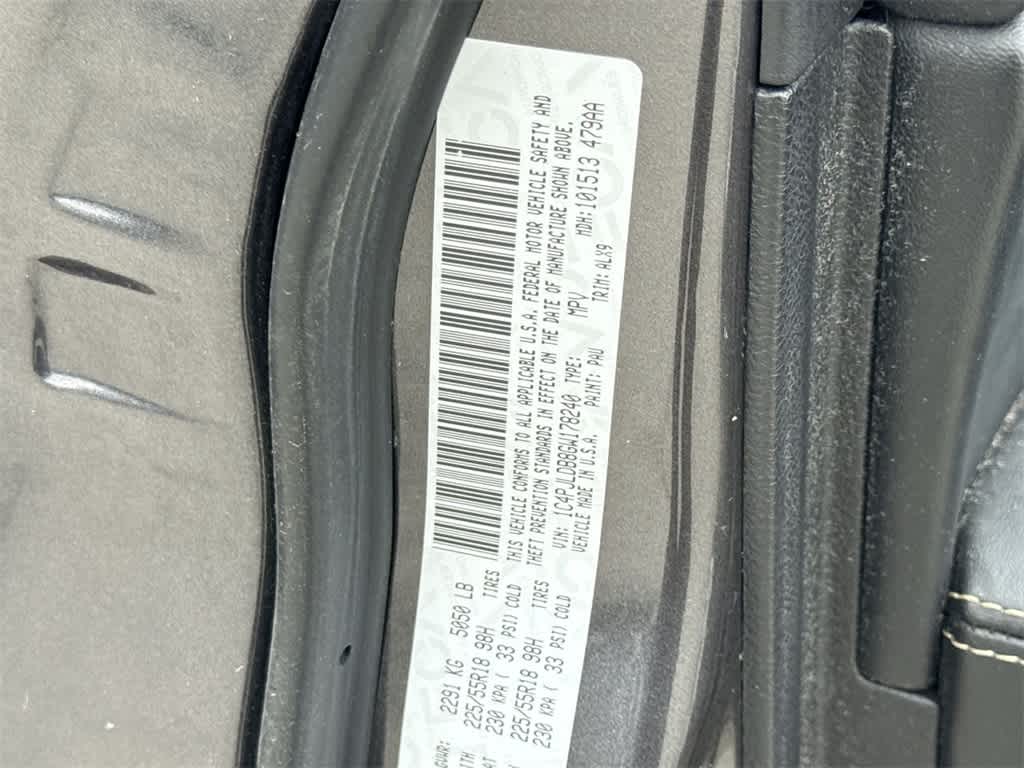 GVWR: 2291 KG 5050 LB
225/55R18 98H TIRES
230 KPA ( 33 PSI) COLD
225/55R18 98H TIRES
230 KPA ( 33 PSI) COLD
THIS VEHICLE CONFORMS TO ALL APPLICABLE U.S.A. FEDERAL MOTOR VEHICLE SAFETY AND
THEFT PREVENTION STANDARDS IN EFFECT ON THE DATE OF MANUFACTURE SHOWN ABOVE.
VIN: 1C4PJLDB8GW178240 TYPE: MPV MDH:101513 479AA
VEHICLE MADE IN U.S.A. PAINT: PAU TRIM: ALX9